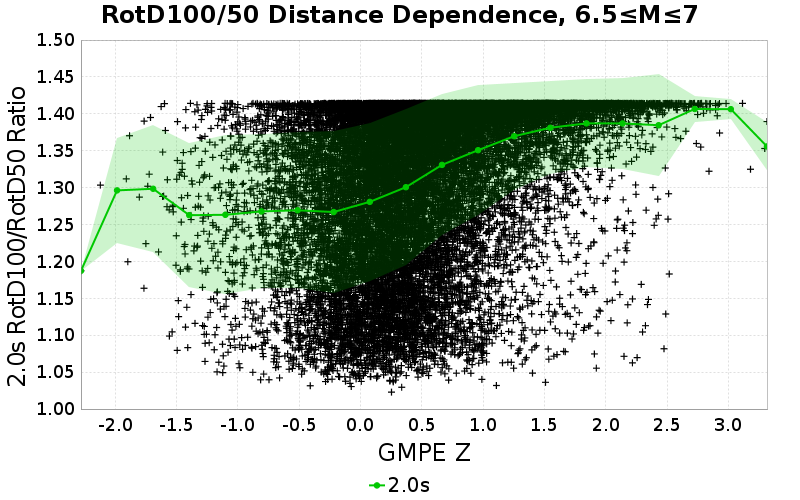 RotD100/50 Distance Dependence, 6.5≤M≤7
2.0s RotD100/RotD50 Ratio
1.50
1.45
1.40
1.35
1.30
1.25
1.20
1.15
1.10
1.05
1.00
-2.0 -1.5 -1.0 -0.5 0.0 0.5 1.0 1.5 2.0 2.5 3.0
GMPE Z
2.0s